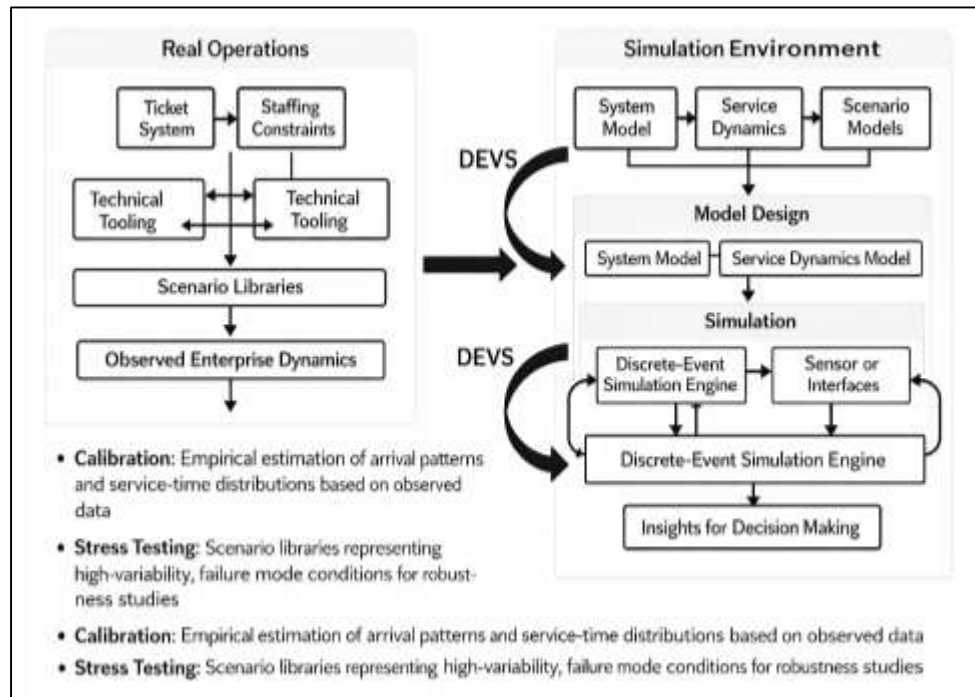 Real Operations
Ticket
System
Staffing
Constraints
Technical
Tooling
Technical
Tooling
Scenario Libraries
Observed Enterprise Dynamics
Simulation Environment
System
Model
Service
Dynamics
Scenario
Models
DEVS
Model Design
System Model
Service Dynamics Model
Simulation
DEVS
Discrete-Event
Simulation Engine
Sensor or
Interfaces
Discrete-Event Simulation Engine
Insights for Decision Making
• Calibration: Empirical estimation of arrival patterns
and service-time distributions based on observed
data
• Stress Testing: Scenario libraries representing
high-variability, failure mode conditions for robust-
ness studies
• Calibration: Empirical estimation of arrival patterns and service-time distributions based on observed data
• Stress Testing: Scenario libraries representing high-variability, failure mode conditions for robustness studies